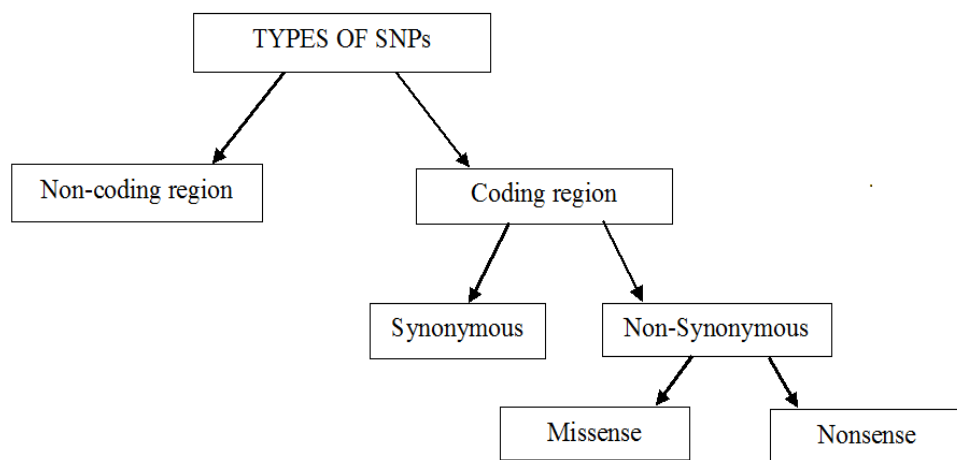 TYPES OF SNPs
Non-coding region
Coding region
Synonymous
Non-Synonymous
Missense
Nonsense